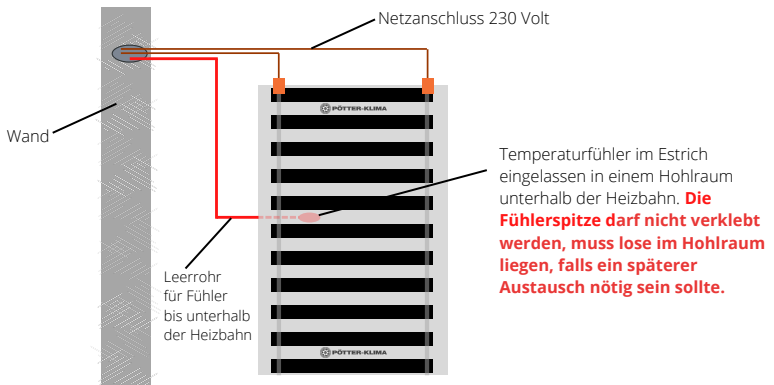 Netzanschluss 230 Volt
PÖTTER-KLIMA
Wand
Temperaturfühler im Estrich
eingelassen in einem Hohlraum
unterhalb der Heizbahn. Die
Fühlerspitze darf nicht verklebt
werden, muss lose im Hohlraum
liegen, falls ein späterer
Austausch nötig sein sollte.
Leerrohr
für Fühler
bis unterhalb
der Heizbahn
PÖTTER-KLIMA